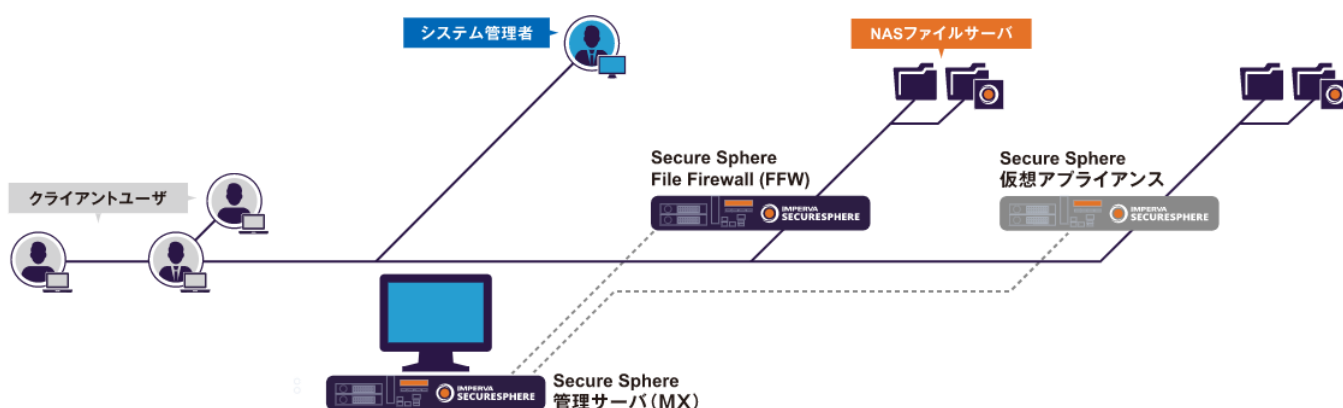 システム管理者
NASファイルサーバ
クライアントユーザ
Secure Sphere
File Firewall (FFW)
IMPERVA
SECURESPHERE
Secure Sphere
仮想アプライアンス
IMPERVA
SECURESPHERE
IMPERVA
SECURESPHERE
Secure Sphere
管理サーバ(MX)